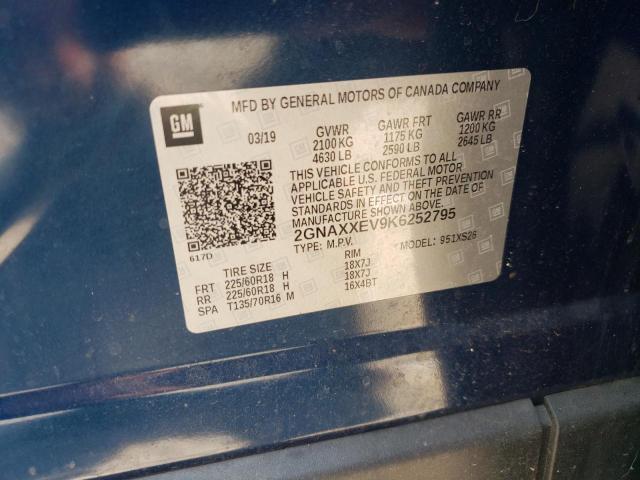 GM
MFD BY GENERAL MOTORS OF CANADA COMPANY
03/19 GVWR GAWR FRT GAWR RR
2100 KG 1175 KG 1200 KG
4630 LB 2590 LB 2645 LB
THIS VEHICLE CONFORMS TO ALL
APPLICABLE U.S. FEDERAL MOTOR
VEHICLE SAFETY AND THEFT PREVENTION
STANDARDS IN EFFECT ON THE DATE OF
MANUFACTURE SHOWN ABOVE.
2GNAXXEV9K6252795
617D TYPE: M.P.V. MODEL: 951XS26
TIRE SIZE RIM
FRT 225/60R18 H 18X7J
RR 225/60R18 H 18X7J
SPA T135/70R16 M 16X4BT